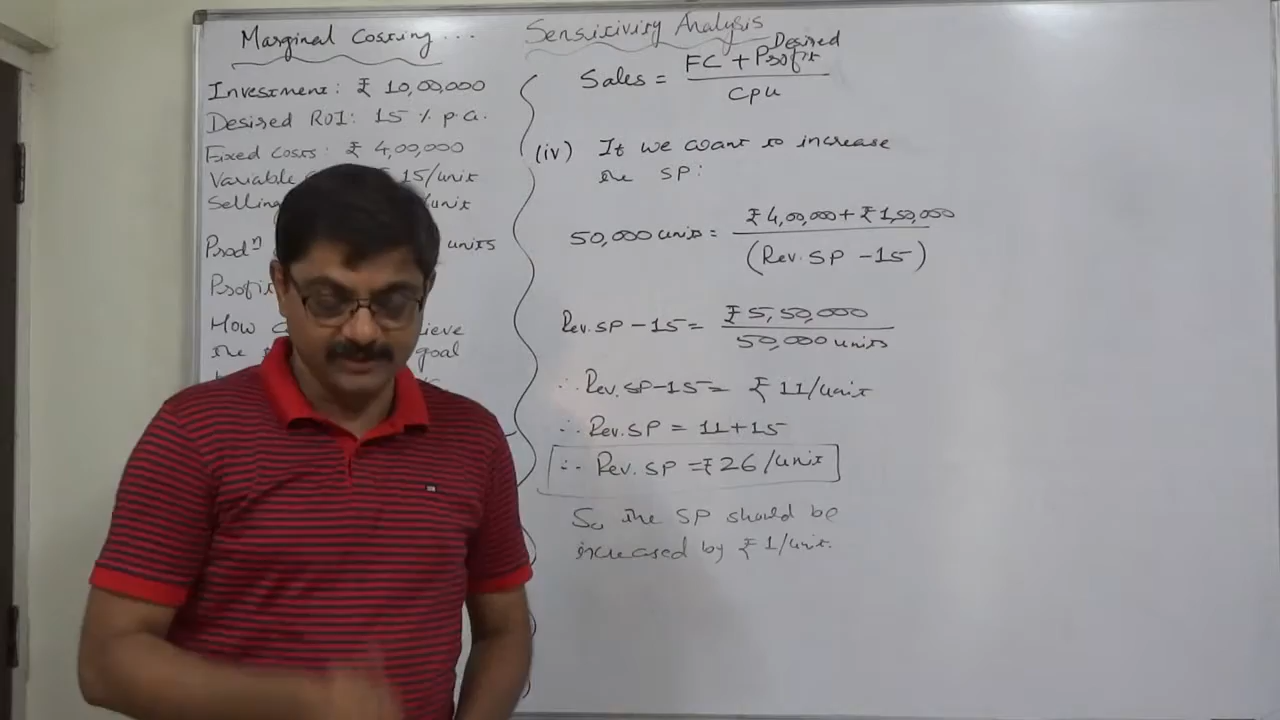 Marginal Costing...
Investment: ₹ 10,00,000
Desired ROI: 15 % p.a.
Fixed costs: ₹ 4,00,000
Variable 15/unit
Selling /unit
Prodⁿ units
Profit
How
the goal
Sensitivity Analysis
Desired
Sales = FC + Profit
cpu
(iv) If we want to increase
the SP:
50,000 units = ₹ 4,00,000 + ₹ 1,50,000
(Rev. SP - 15)
Rev. SP - 15 = ₹ 5,50,000
50,000 units
∴ Rev. SP - 15 = ₹ 11/unit
∴ Rev. SP = 11 + 15
∴ Rev. SP = ₹ 26/unit
So the SP should be
increased by ₹ 1/unit.